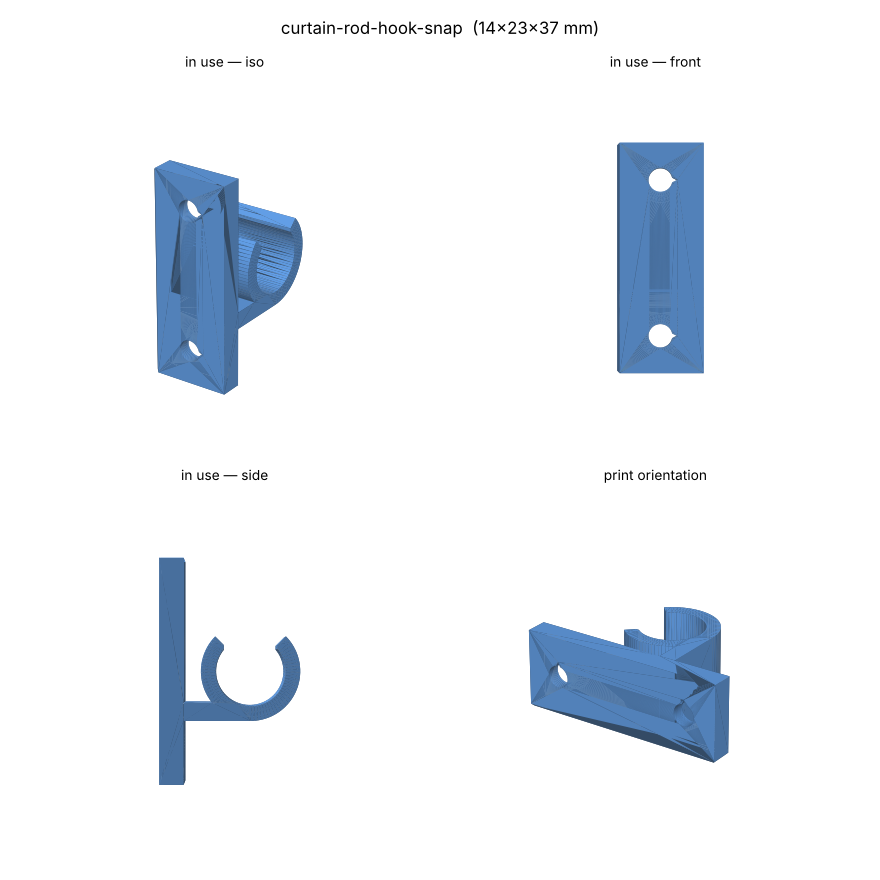 curtain-rod-hook-snap (14×23×37 mm)
in use — iso
in use — front
in use — side
print orientation